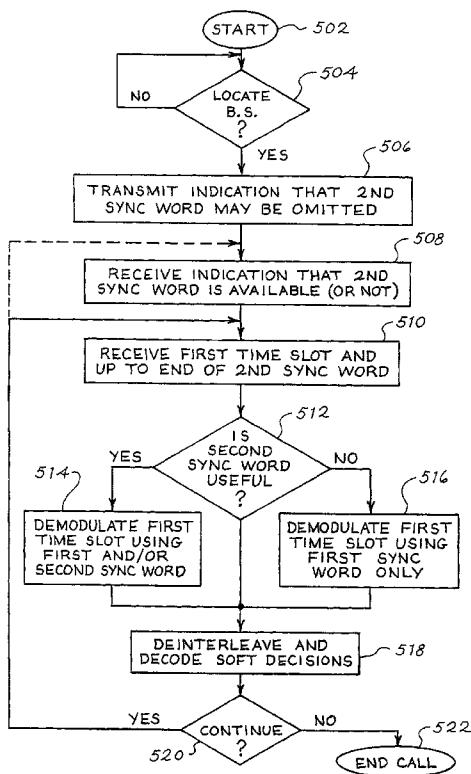 START
502
504
NO
LOCATE
B.S.
?
YES
506
TRANSMIT INDICATION THAT 2ND
SYNC WORD MAY BE OMITTED
508
RECEIVE INDICATION THAT 2ND
SYNC WORD IS AVAILABLE (OR NOT)
510
RECEIVE FIRST TIME SLOT AND
UP TO END OF 2ND SYNC WORD
512
IS
SECOND
SYNC WORD
USEFUL
?
YES
NO
514
516
DEMODULATE FIRST
TIME SLOT USING
FIRST AND/OR
SECOND SYNC WORD
DEMODULATE FIRST
TIME SLOT USING
FIRST SYNC
WORD ONLY
DEINTERLEAVE AND
DECODE SOFT DECISIONS
518
YES
CONTINUE
?
NO
520
522
END CALL